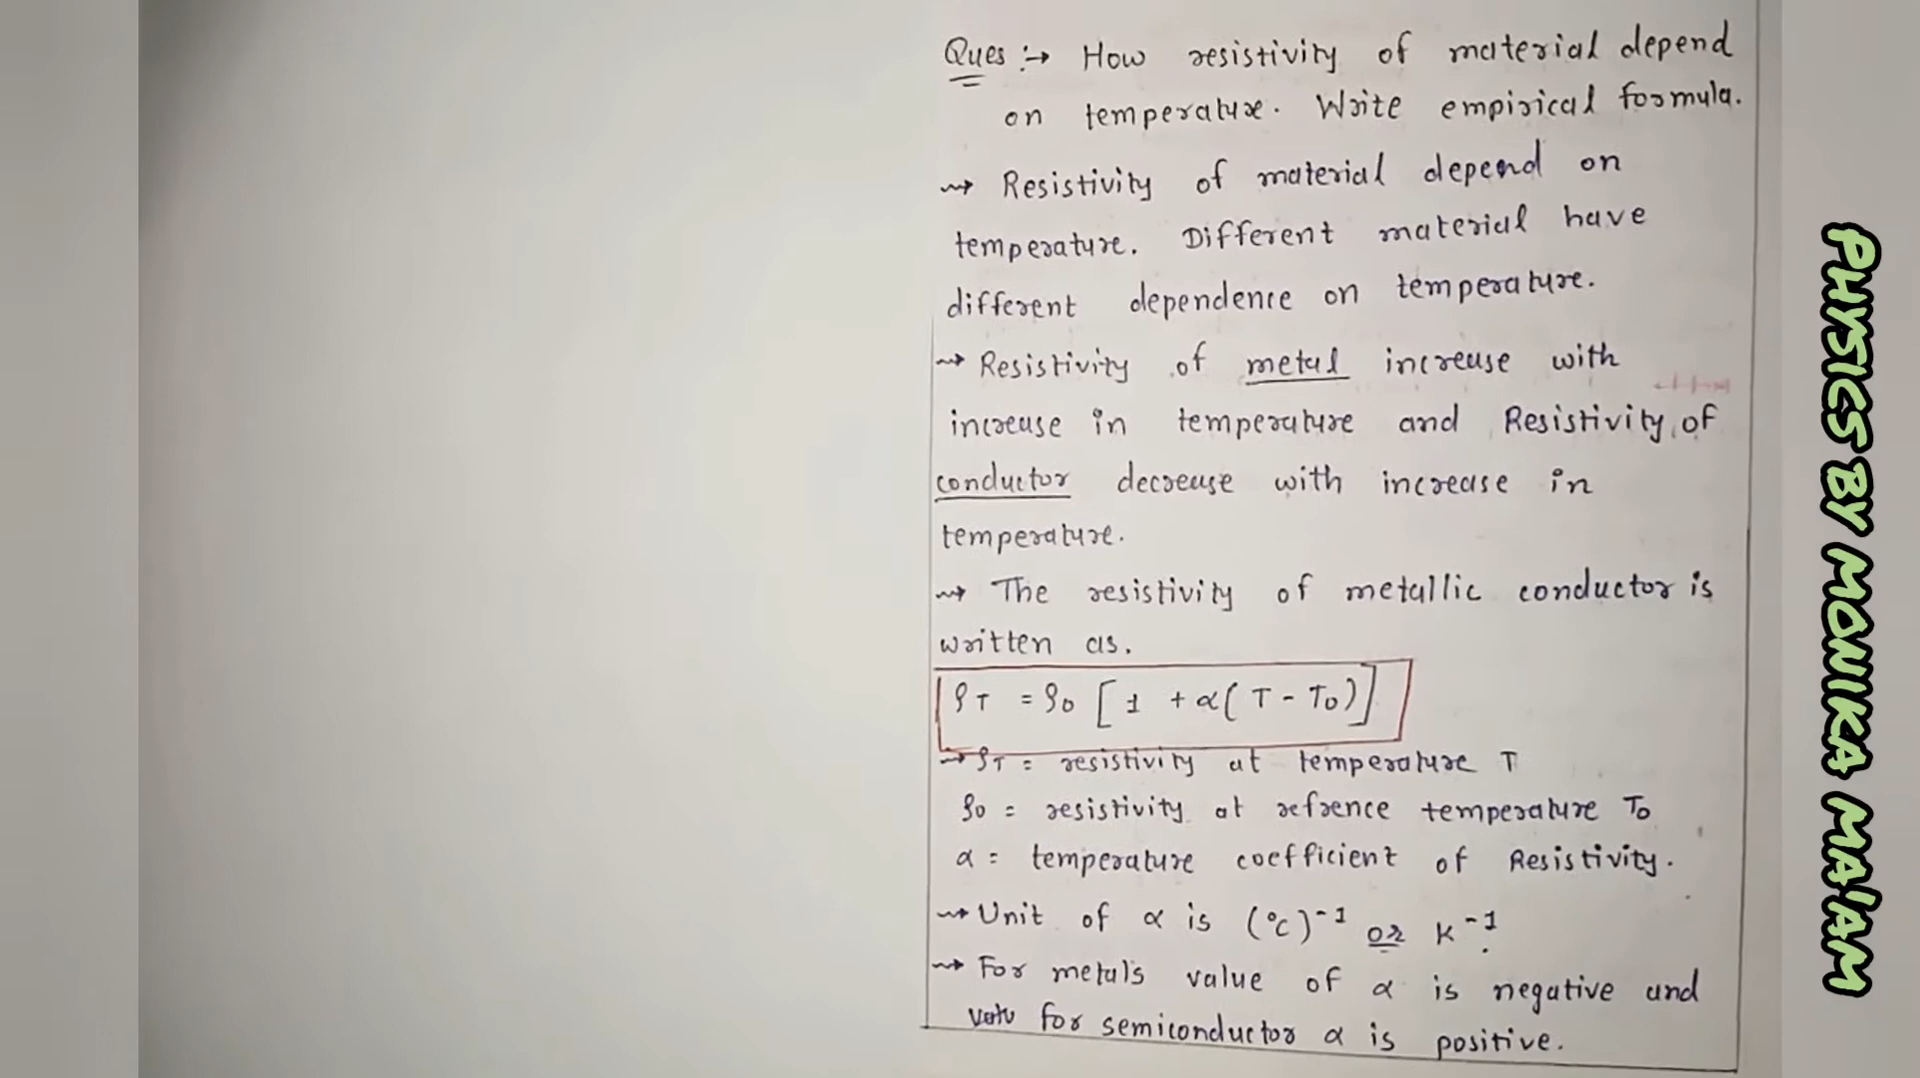 Ques :→ How resistivity of material depend
on temperature. Write empirical formula.
⇝ Resistivity of material depend on
temperature. Different material have
different dependence on temperature.
⇝ Resistivity of metal increase with
increase in temperature and Resistivity of
conductor decrease with increase in
temperature.
⇝ The resistivity of metallic conductor is
written as.
ρT = ρ0 [1 + α(T - T0)]
→ ρT = resistivity at temperature T
ρ0 = resistivity at refrence temperature T0
α = temperature coefficient of Resistivity.
⇝ Unit of α is (°C)⁻¹ or K⁻¹.
⇝ For metals value of α is negative and
for semiconductor α is positive.
PHYSICS BY MONIKA MA'AM